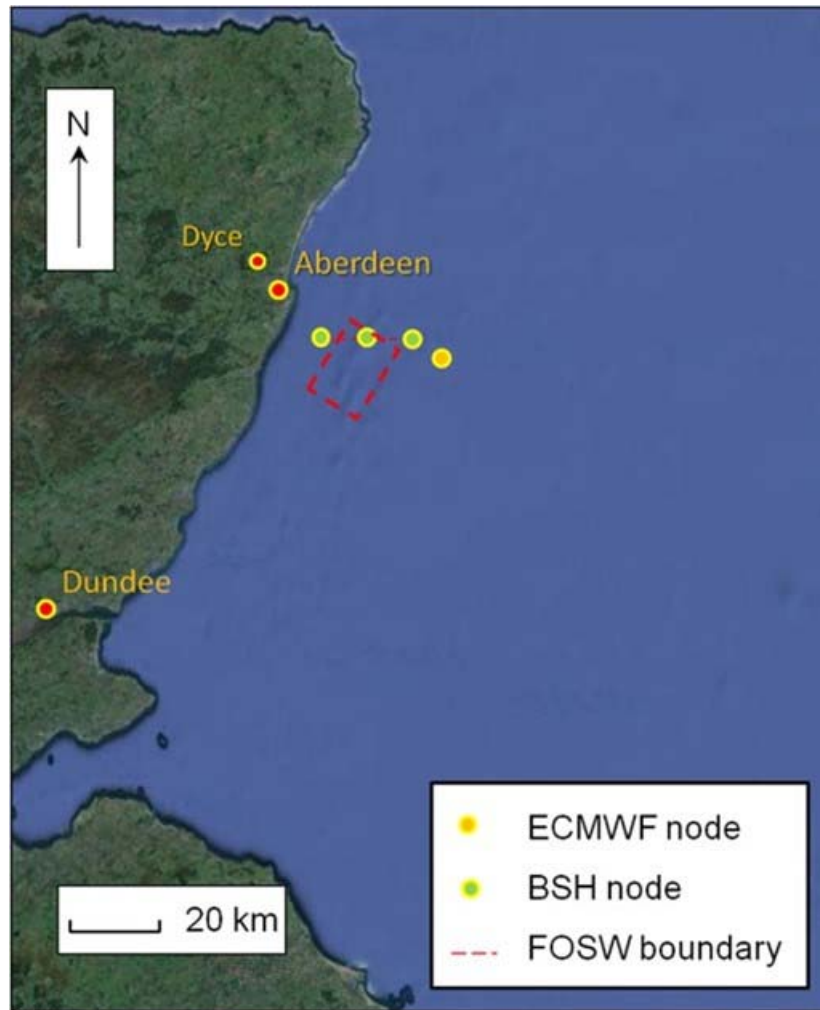 N
Dyce
Aberdeen
Dundee
ECMWF node
BSH node
20 km
FOSW boundary